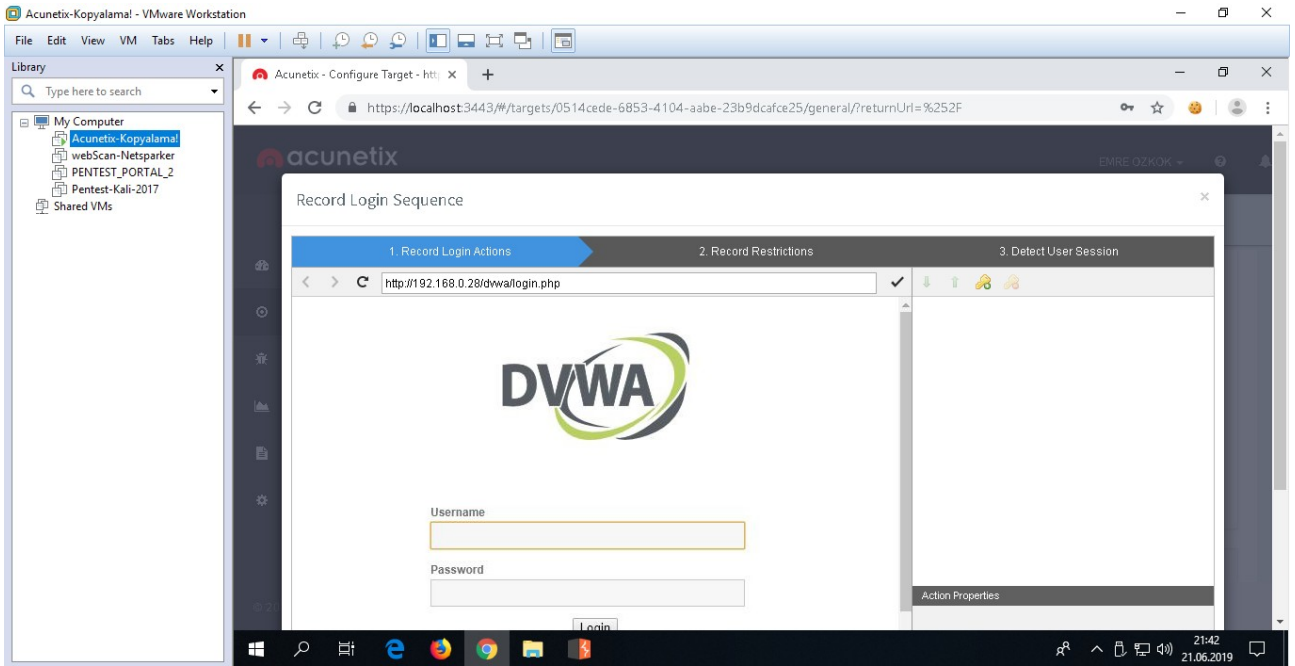 Acunetix-Kopyalama! - VMware Workstation
File Edit View VM Tabs Help
Library
Type here to search
My Computer
Acunetix-Kopyalama!
webScan-Netsparker
PENTEST_PORTAL_2
Pentest-Kali-2017
Shared VMs
Acunetix - Configure Target - htt
https://localhost:3443/#/targets/0514cede-6853-4104-aabe-23b9dcafce25/general/?returnUrl=%252F
acunetix
EMRE OZKOK
Record Login Sequence
1. Record Login Actions
2. Record Restrictions
3. Detect User Session
http://192.168.0.28/dvwa/login.php
DVWA
Username
Password
Login
Action Properties
© 20
21:42
21.06.2019